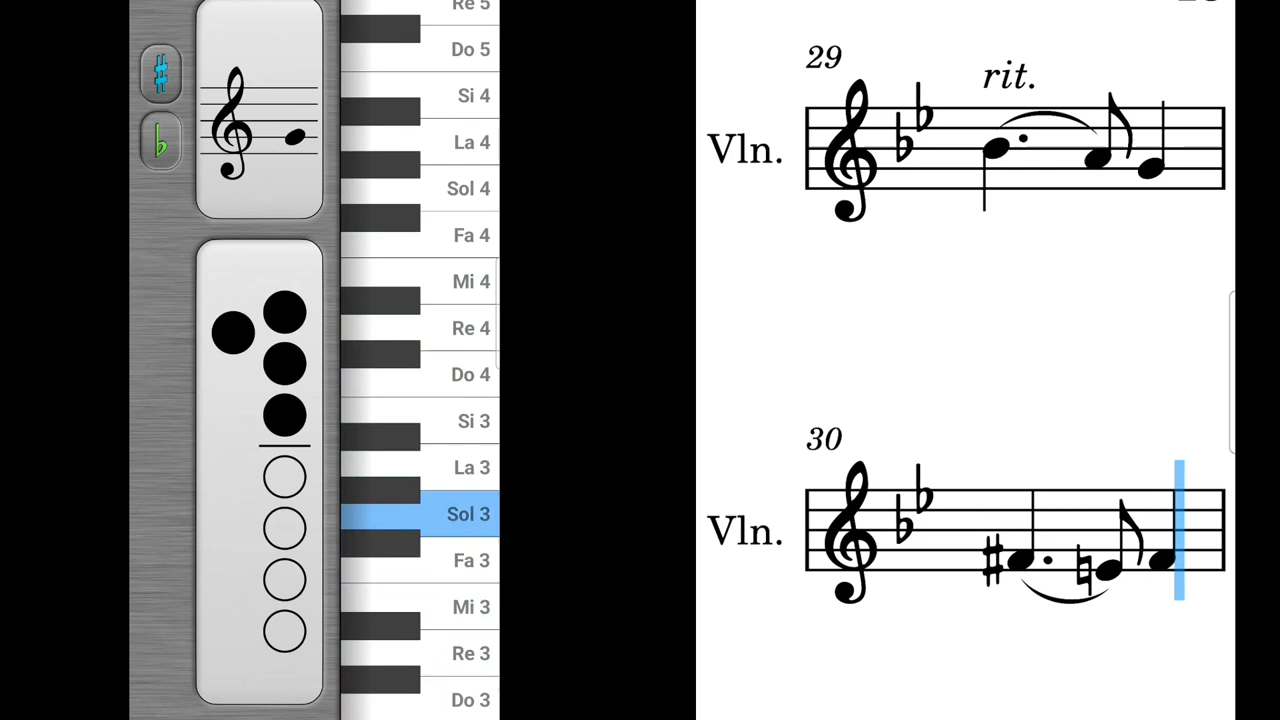 Re 5
Do 5
Si 4
La 4
Sol 4
Fa 4
Mi 4
Re 4
Do 4
Si 3
La 3
Sol 3
Fa 3
Mi 3
Re 3
Do 3
29
rit.
Vln.
30
Vln.